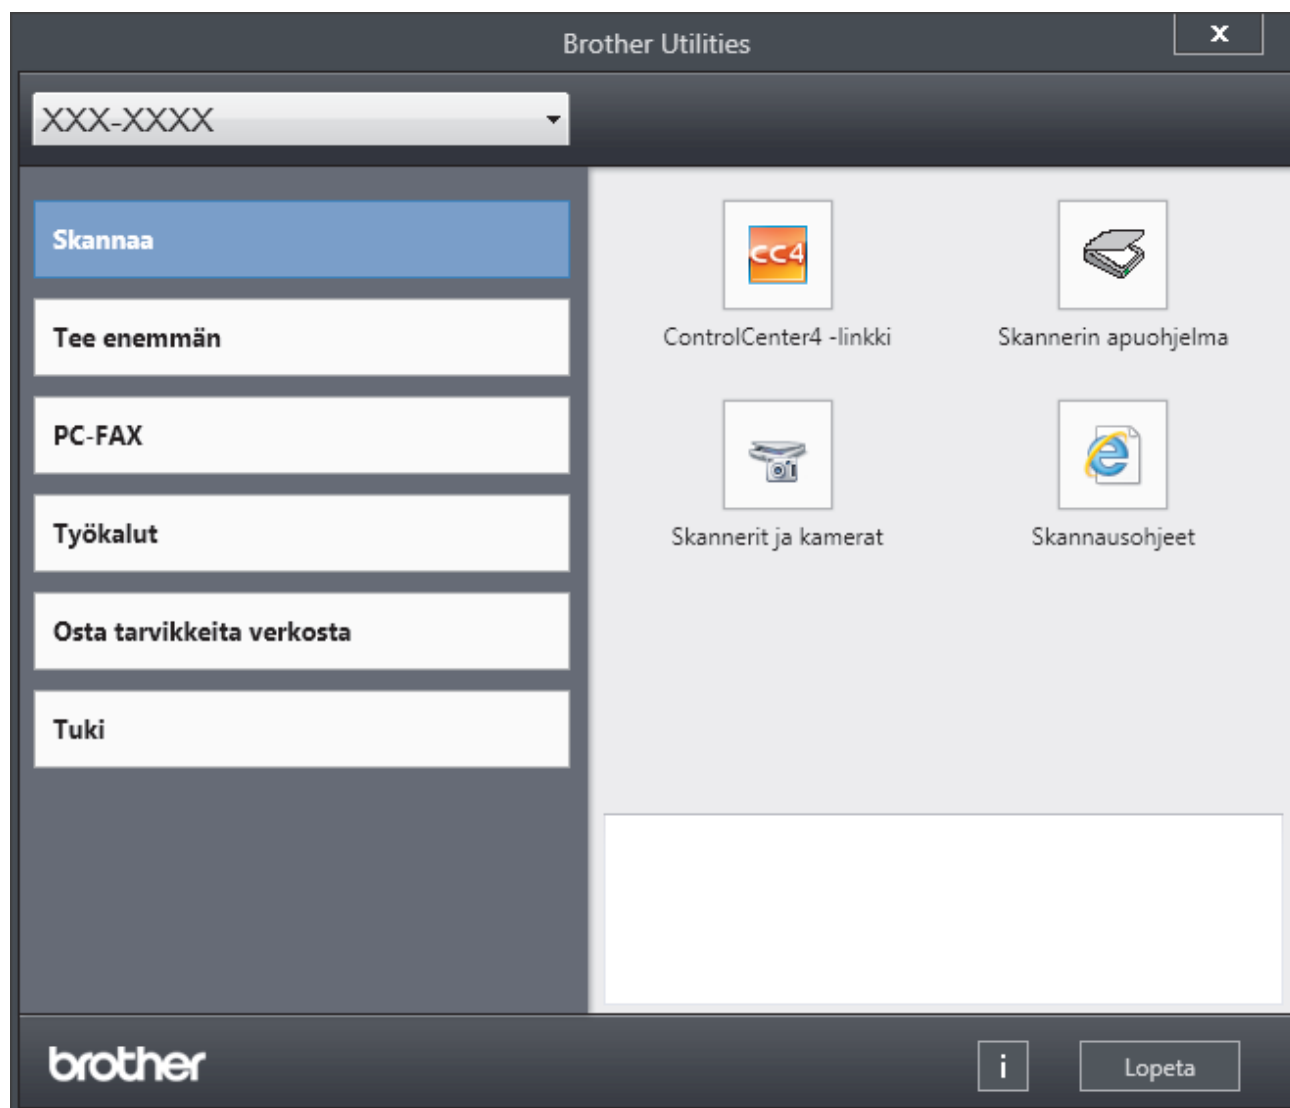 Brother Utilities
x
XXX-XXXX
Skannaa
Tee enemmän
PC-FAX
Työkalut
Osta tarvikkeita verkosta
Tuki
CC4
ControlCenter4 -linkki
Skannerin apuohjelma
Skannerit ja kamerat
Skannausohjeet
brother
i
Lopeta